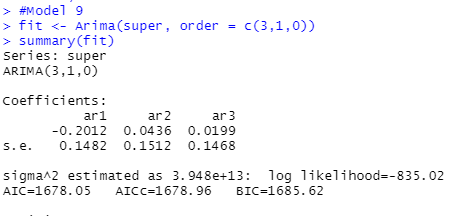 > #Model 9
> fit <- Arima(super, order = c(3,1,0))
> summary(fit)
Series: super
ARIMA(3,1,0)
Coefficients:
ar1 ar2 ar3
-0.2012 0.0436 0.0199
s.e. 0.1482 0.1512 0.1468
sigma^2 estimated as 3.948e+13: log likelihood=-835.02
AIC=1678.05 AICc=1678.96 BIC=1685.62